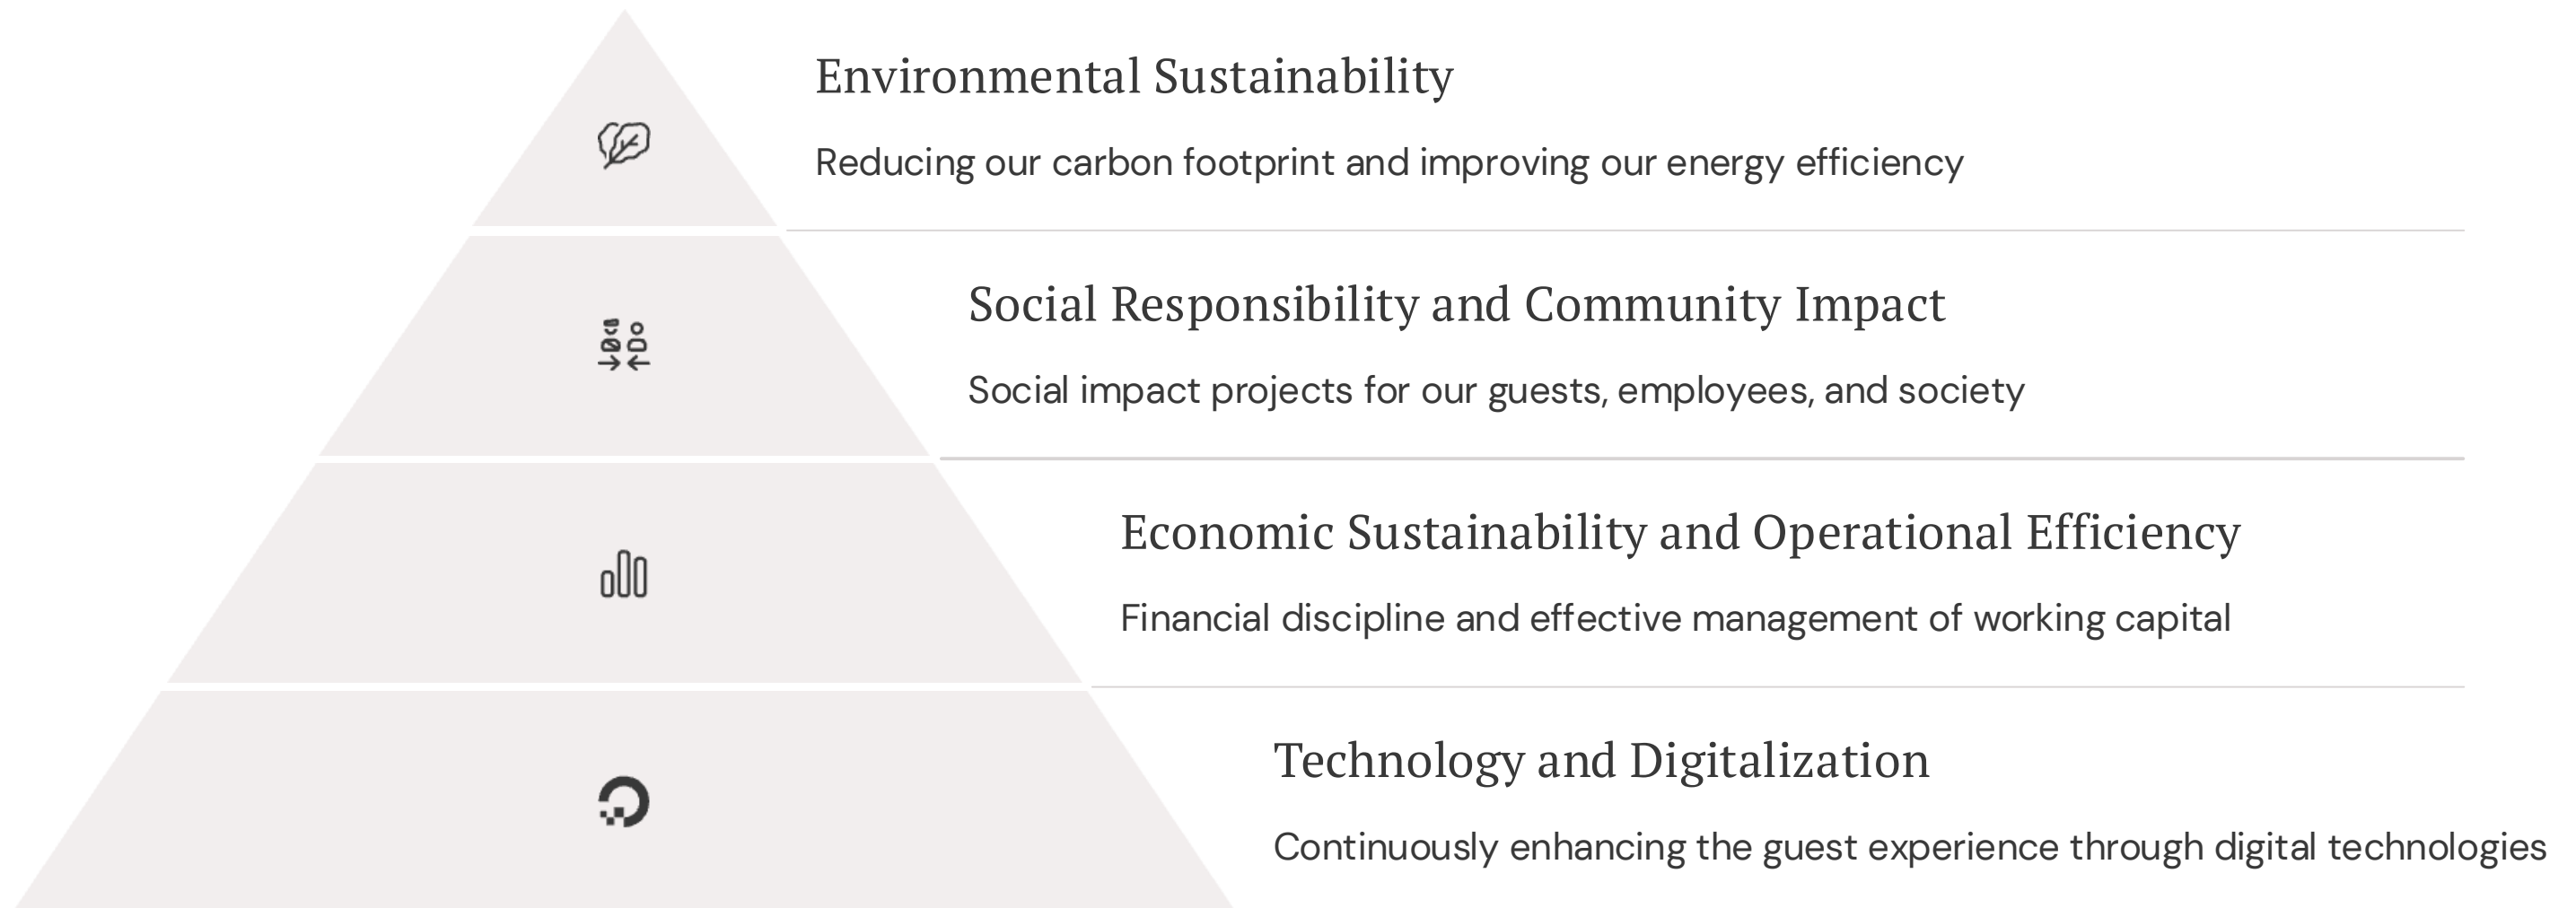 Environmental Sustainability
Reducing our carbon footprint and improving our energy efficiency
Social Responsibility and Community Impact
Social impact projects for our guests, employees, and society
Economic Sustainability and Operational Efficiency
Financial discipline and effective management of working capital
Technology and Digitalization
Continuously enhancing the guest experience through digital technologies